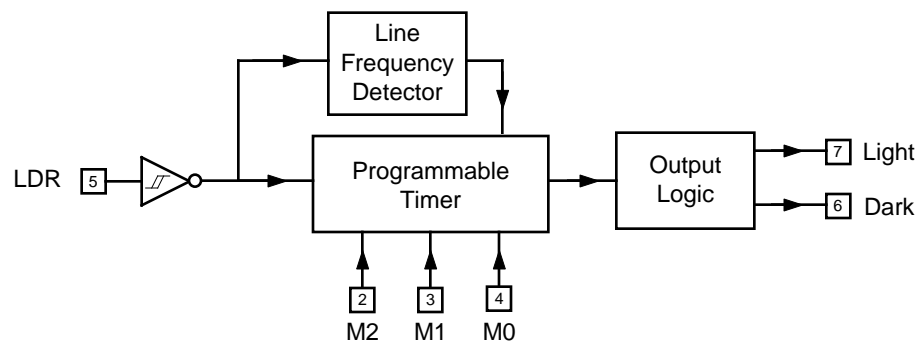 Line
Frequency
Detector
LDR
5
Programmable
Timer
Output
Logic
7
Light
6
Dark
2
3
4
M2
M1
M0